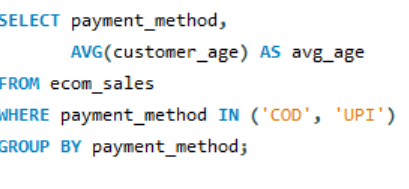 SELECT payment_method,
AVG(customer_age) AS avg_age
FROM ecom_sales
WHERE payment_method IN ('COD', 'UPI')
GROUP BY payment_method;